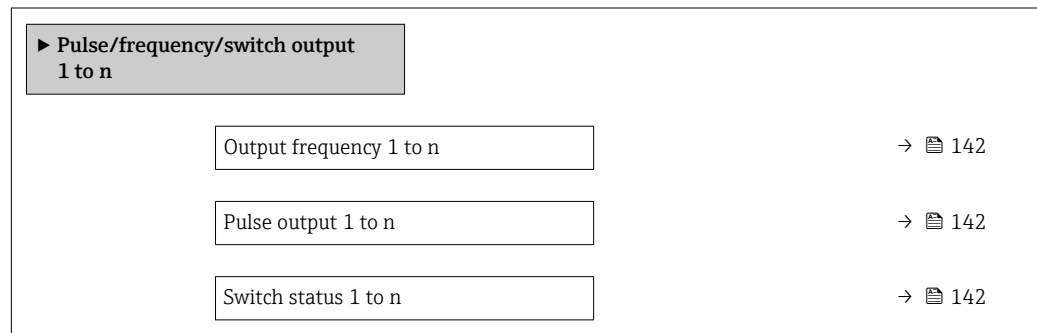 ▶ Pulse/frequency/switch output
1 to n
Output frequency 1 to n → 142
Pulse output 1 to n → 142
Switch status 1 to n → 142